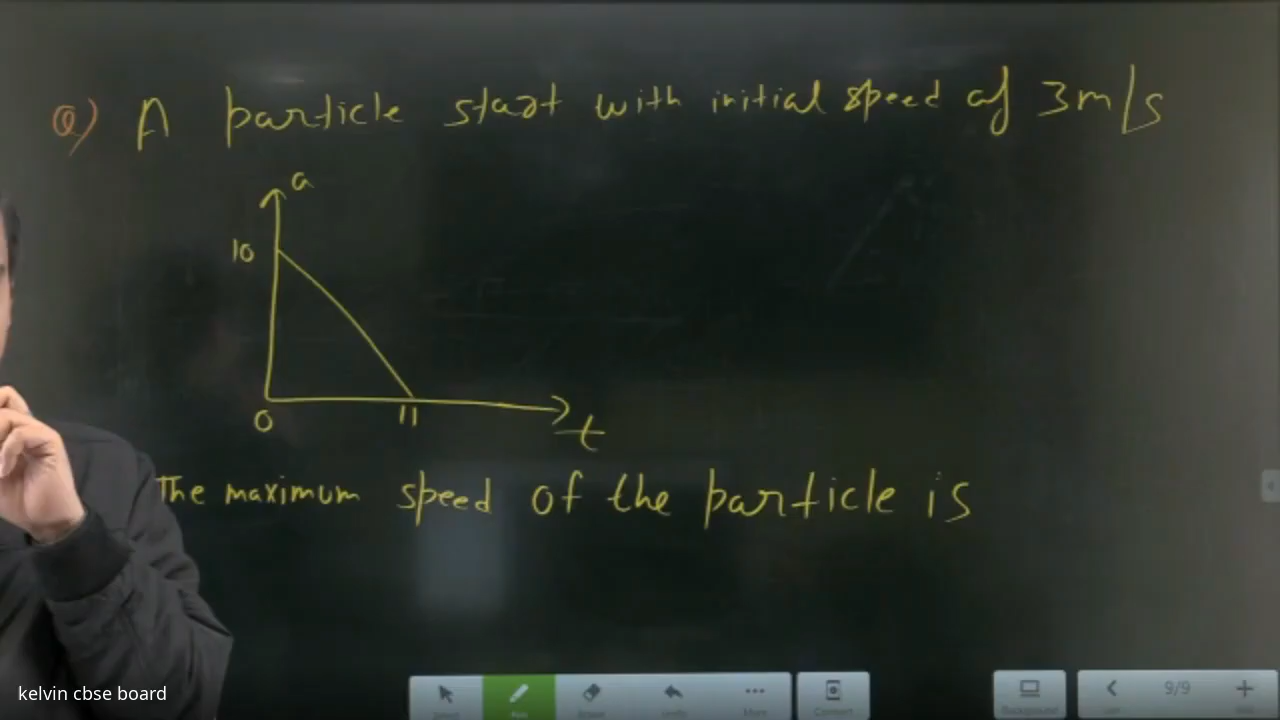 Q) A particle start with initial speed of 3m/s
a
10
0
11
t
The maximum speed of the particle is
kelvin cbse board
9/9